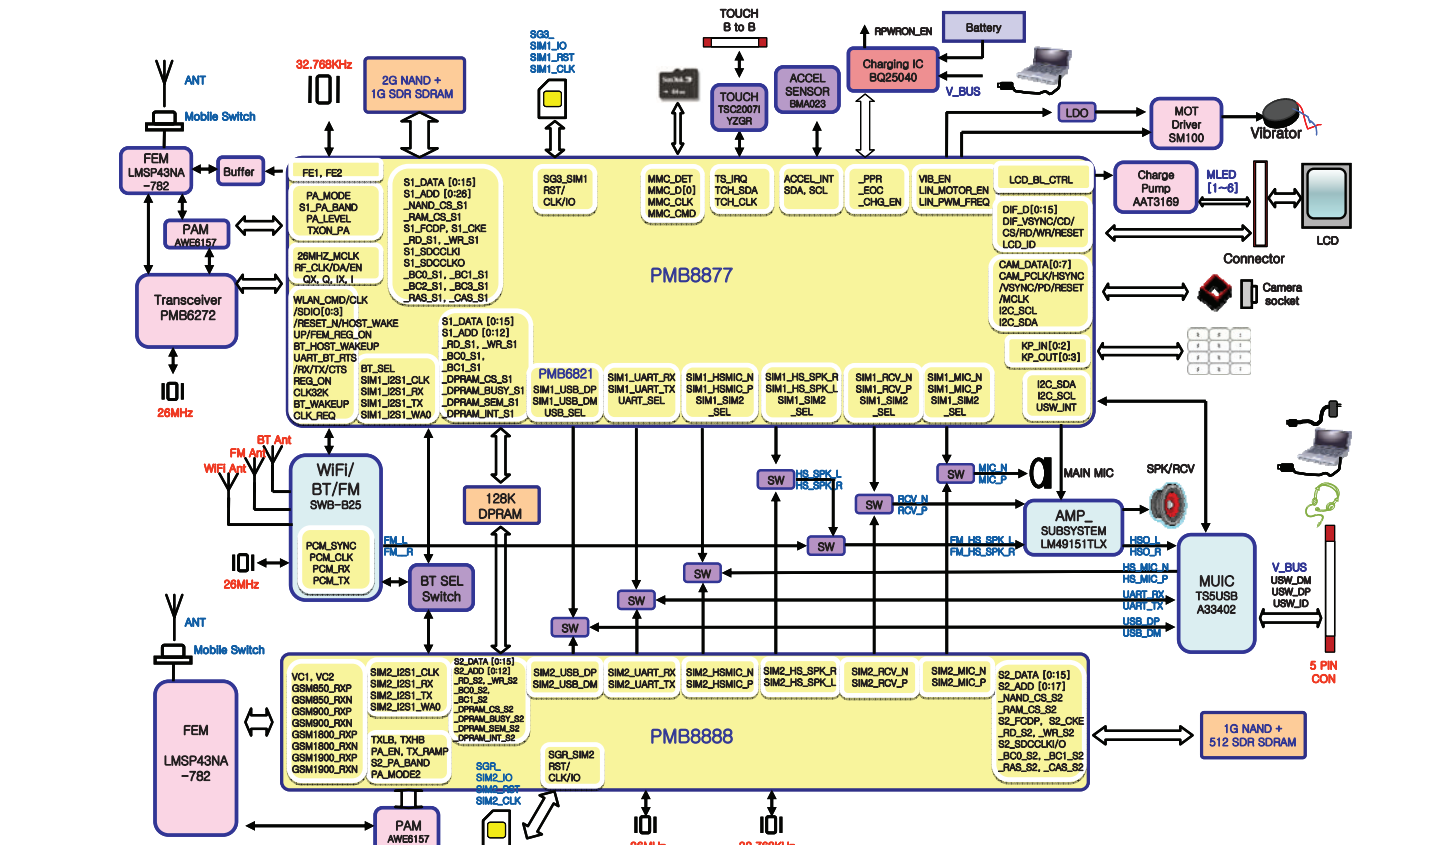 TOUCH
B to B
SG3_
SIM1_IO
SIM1_RST
SIM1_CLK
RPWRON_EN
Battery
ANT
Mobile Switch
32.768KHz
2G NAND +
1G SDR SDRAM
SanDisk
TOUCH
TSC2007I
YZGR
ACCEL
SENSOR
BMA023
Charging IC
BQ25040
V_BUS
LDO
MOT
Driver
SM100
Vibrator
FEM
LMSP43NA
-782
Buffer
PAM
AWE6157
Transceiver
PMB6272
26MHz
FE1, FE2
PA_MODE
S1_PA_BAND
PA_LEVEL
TXON_PA
26MHZ_MCLK
RF_CLK/DA/EN
QX, Q, IX, I
WLAN_CMD/CLK
/SDIO[0:3]
/RESET_N/HOST_WAKE
UP/FEM_REG_ON
BT_HOST_WAKEUP
UART_BT_RTS
/RX/TX/CTS
REG_ON
CLK32K
BT_WAKEUP
CLK_REQ
S1_DATA [0:15]
S1_ADD [0:26]
_NAND_CS_S1
_RAM_CS_S1
S1_FCDP, S1_CKE
_RD_S1, _WR_S1
S1_SDCCLKI
S1_SDCCLKO
_BC0_S1, _BC1_S1
_BC2_S1, _BC3_S1
_RAS_S1, _CAS_S1
BT_SEL
SIM1_I2S1_CLK
SIM1_I2S1_RX
SIM1_I2S1_TX
SIM1_I2S1_WA0
S1_DATA [0:15]
S1_ADD [0:12]
_RD_S1, _WR_S1
_BC0_S1,
_BC1_S1
_DPRAM_CS_S1
_DPRAM_BUSY_S1
_DPRAM_SEM_S1
_DPRAM_INT_S1
SG3_SIM1
RST/
CLK/IO
MMC_DET
MMC_D[0]
MMC_CLK
MMC_CMD
TS_IRQ
TCH_SDA
TCH_CLK
ACCEL_INT
SDA, SCL
_PPR
_EOC
_CHG_EN
VIB_EN
LIN_MOTOR_EN
LIN_PWM_FREQ
LCD_BL_CTRL
DIF_D[0:15]
DIF_VSYNC/CD/
CS/RD/WR/RESET
LCD_ID
CAM_DATA[0:7]
CAM_PCLK/HSYNC
/VSYNC/PD/RESET
/MCLK
I2C_SCL
I2C_SDA
KP_IN[0:2]
KP_OUT[0:3]
I2C_SDA
I2C_SCL
USW_INT
PMB8877
PMB6821
SIM1_USB_DP
SIM1_USB_DM
USB_SEL
SIM1_UART_RX
SIM1_UART_TX
UART_SEL
SIM1_HSMIC_N
SIM1_HSMIC_P
SIM1_SIM2
_SEL
SIM1_HS_SPK_R
SIM1_HS_SPK_L
SIM1_SIM2
_SEL
SIM1_RCV_N
SIM1_RCV_P
SIM1_SIM2
_SEL
SIM1_MIC_N
SIM1_MIC_P
SIM1_SIM2
_SEL
Charge
Pump
AAT3169
MLED
[1~6]
Connector
LCD
Camera
socket
BT Ant
FM Ant
WIFI Ant
WiFi/
BT/FM
SWB-B25
PCM_SYNC
PCM_CLK
PCM_RX
PCM_TX
26MHz
FM_L
FM__R
BT SEL
Switch
128K
DPRAM
SW
HS_SPK_L
HS_SPK_R
SW
RCV_N
RCV_P
SW
MIC_N
MIC_P
MAIN MIC
SPK/RCV
SW
FM_HS_SPK_L
FM_HS_SPK_R
AMP_
SUBSYSTEM
LM49151TLX
HSO_L
HSO_R
SW
HS_MIC_N
HS_MIC_P
SW
UART_RX
UART_TX
SW
USB_DP
USB_DM
MUIC
TS5USB
A33402
V_BUS
USW_DM
USW_DP
USW_ID
5 PIN
CON
ANT
Mobile Switch
FEM
LMSP43NA
-782
VC1, VC2
GSM850_RXP
GSM850_RXN
GSM900_RXP
GSM900_RXN
GSM1800_RXP
GSM1800_RXN
GSM1900_RXP
GSM1900_RXN
SIM2_I2S1_CLK
SIM2_I2S1_RX
SIM2_I2S1_TX
SIM2_I2S1_WA0
TXLB, TXHB
PA_EN, TX_RAMP
S2_PA_BAND
PA_MODE2
S2_DATA [0:15]
S2_ADD [0:12]
_RD_S2, _WR_S2
_BC0_S2,
_BC1_S2
_DPRAM_CS_S2
_DPRAM_BUSY_S2
_DPRAM_SEM_S2
_DPRAM_INT_S2
SIM2_USB_DP
SIM2_USB_DM
SIM2_UART_RX
SIM2_UART_TX
SIM2_HSMIC_N
SIM2_HSMIC_P
SIM2_HS_SPK_R
SIM2_HS_SPK_L
SIM2_RCV_N
SIM2_RCV_P
SIM2_MIC_N
SIM2_MIC_P
S2_DATA [0:15]
S2_ADD [0:17]
_NAND_CS_S2
_RAM_CS_S2
S2_FCDP, S2_CKE
_RD_S2, _WR_S2
S2_SDCCLKI/O
_BC0_S2, _BC1_S2
_RAS_S2, _CAS_S2
PMB8888
SGR_SIM2
RST/
CLK/IO
1G NAND +
512 SDR SDRAM
SGR_
SIM2_IO
SIM2_RST
SIM2_CLK
PAM
AWE6157
26MHz
32.768KHz